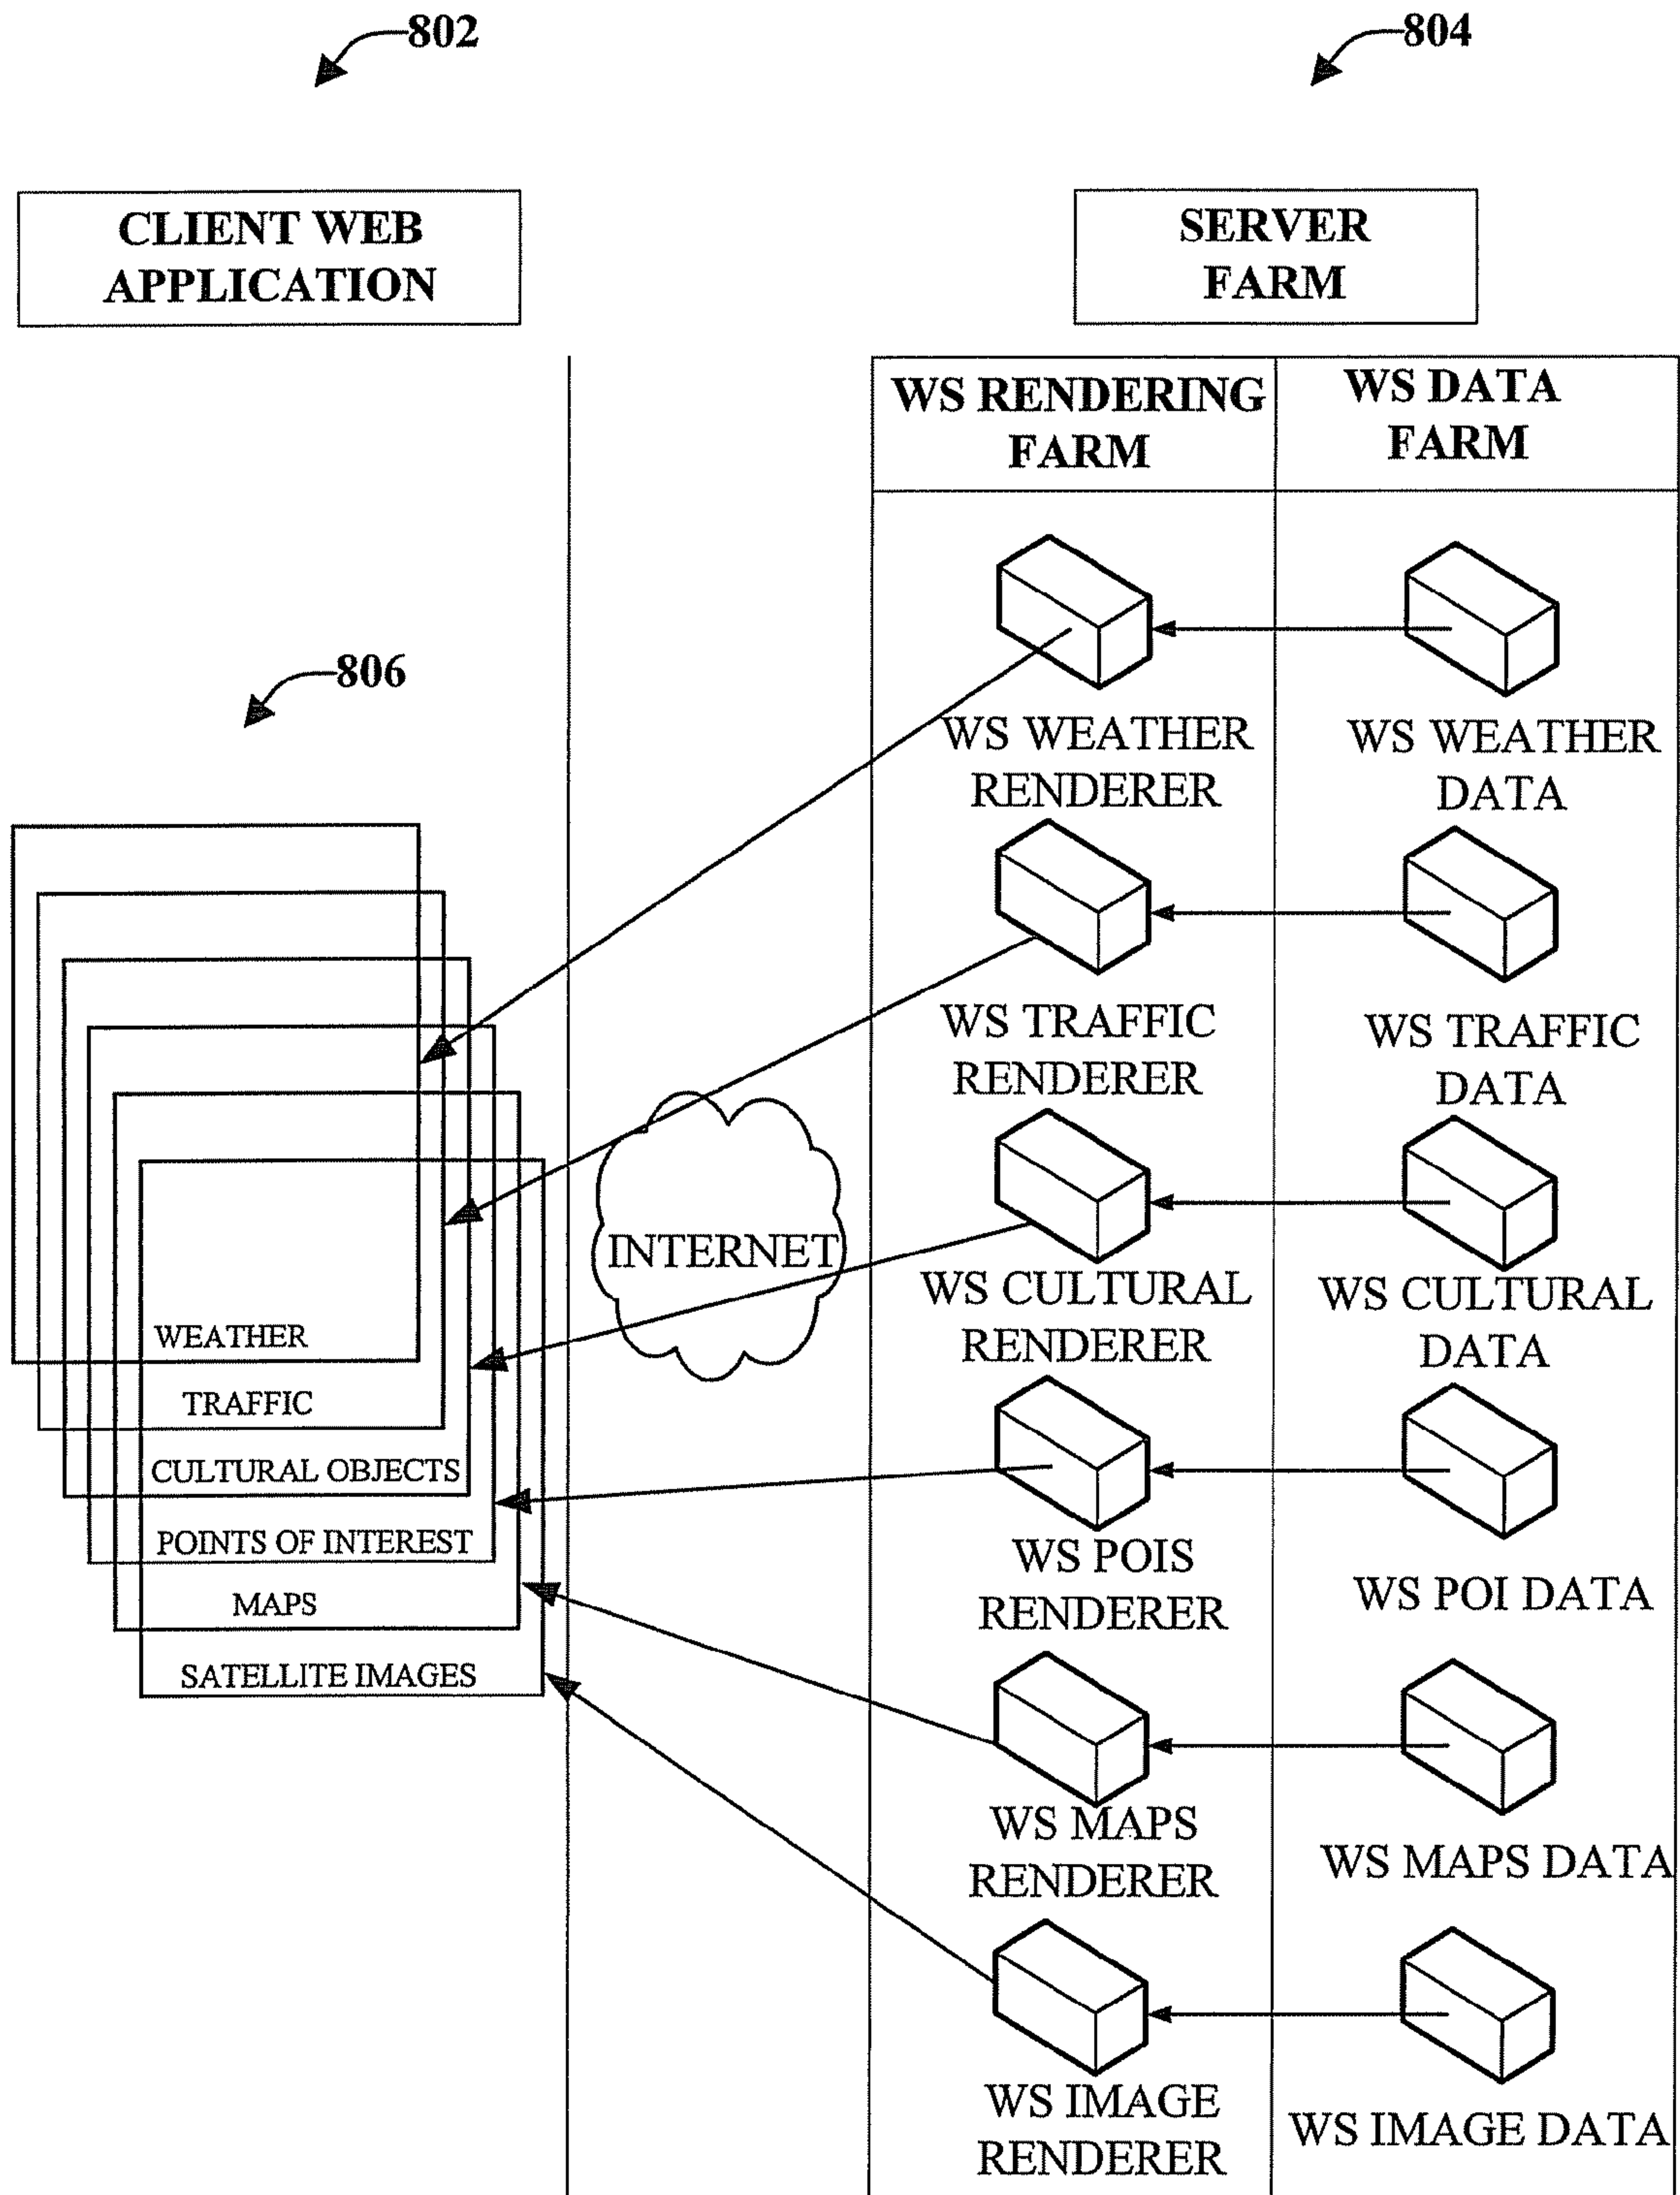 802
804
CLIENT WEB
APPLICATION
SERVER
FARM
WS RENDERING
FARM
WS DATA
FARM
806
WS WEATHER
RENDERER
WS WEATHER
DATA
WS TRAFFIC
RENDERER
WS TRAFFIC
DATA
INTERNET
WS CULTURAL
RENDERER
WS CULTURAL
DATA
WEATHER
TRAFFIC
CULTURAL OBJECTS
POINTS OF INTEREST
MAPS
SATELLITE IMAGES
WS POIS
RENDERER
WS POI DATA
WS MAPS
RENDERER
WS MAPS DATA
WS IMAGE
RENDERER
WS IMAGE DATA